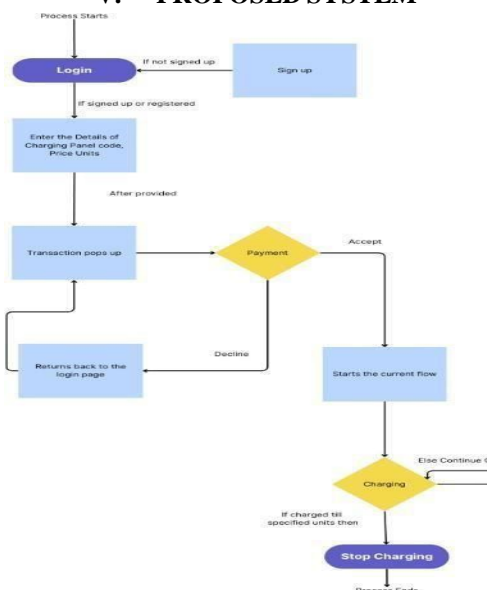 V. PROPOSED SYSTEM
Process Starts
Login
If not signed up
Sign up
If signed up or registered
Enter the Details of
Charging Panel code,
Price Units
After provided
Transaction pops up
Payment
Accept
Decline
Returns back to the
login page
Starts the current flow
Else Continue
Charging
If charged till
specified units then
Stop Charging
Process Ends